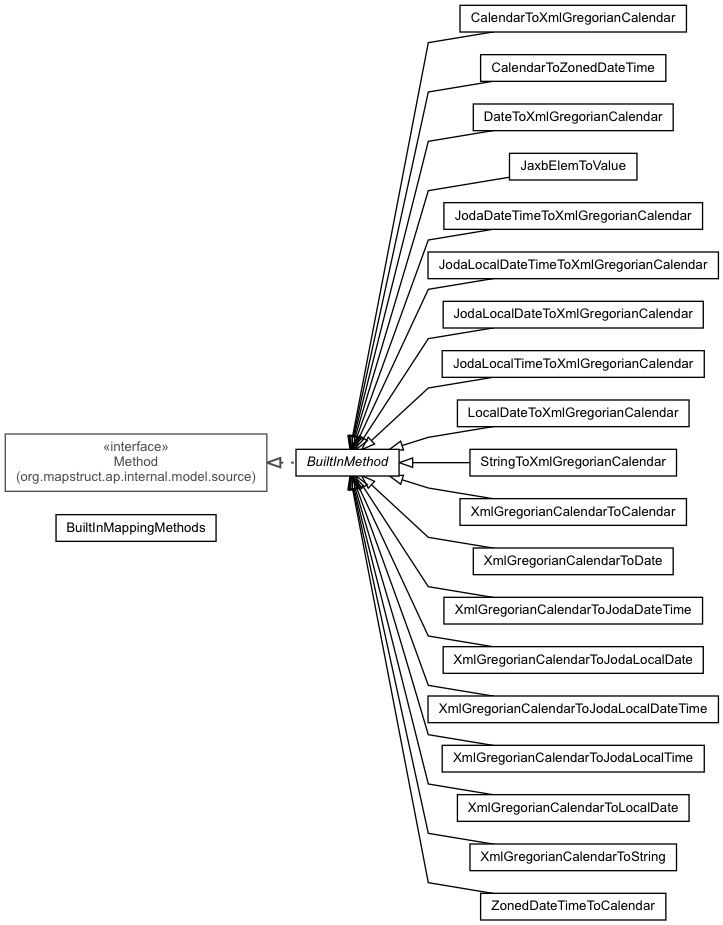 CalendarToXmlGregorianCalendar
CalendarToZonedDateTime
DateToXmlGregorianCalendar
JaxbElemToValue
JodaDateTimeToXmlGregorianCalendar
JodaLocalDateTimeToXmlGregorianCalendar
JodaLocalDateToXmlGregorianCalendar
JodaLocalTimeToXmlGregorianCalendar
LocalDateToXmlGregorianCalendar
«interface»
Method
(org.mapstruct.ap.internal.model.source)
BuiltInMethod
StringToXmlGregorianCalendar
BuiltInMappingMethods
XmlGregorianCalendarToCalendar
XmlGregorianCalendarToDate
XmlGregorianCalendarToJodaDateTime
XmlGregorianCalendarToJodaLocalDate
XmlGregorianCalendarToJodaLocalDateTime
XmlGregorianCalendarToJodaLocalTime
XmlGregorianCalendarToLocalDate
XmlGregorianCalendarToString
ZonedDateTimeToCalendar